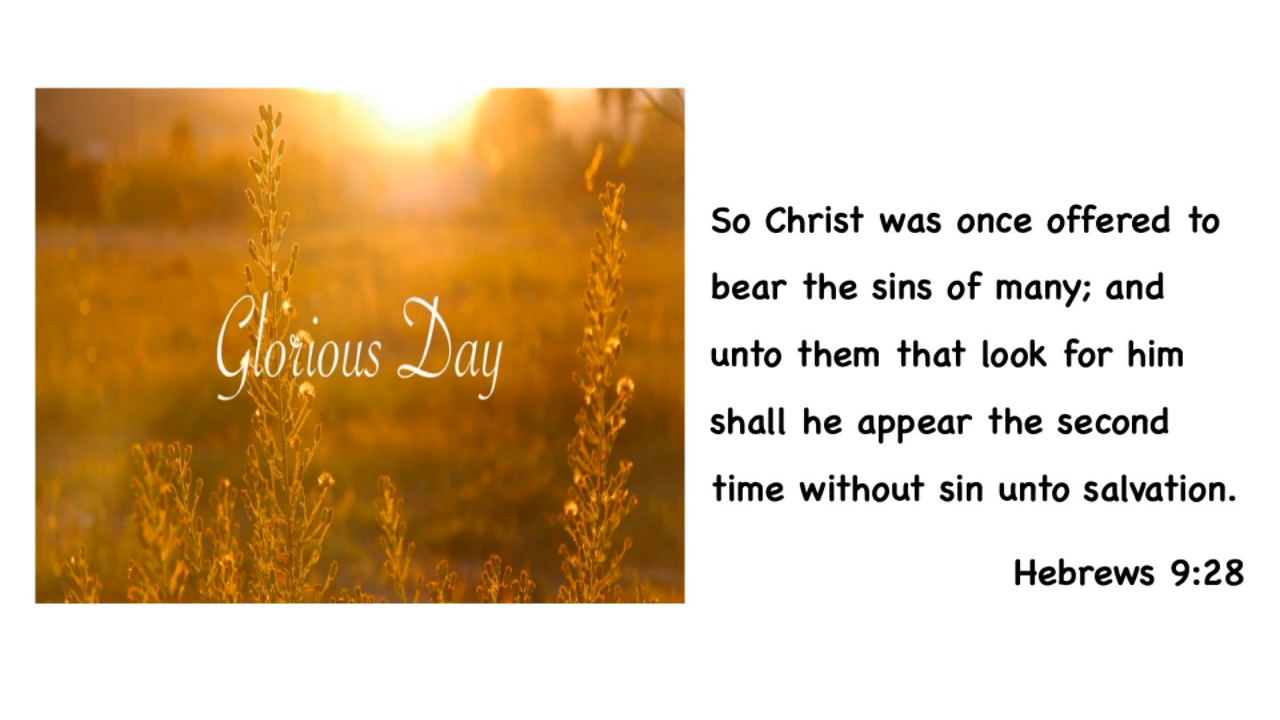 Glorious Day
So Christ was once offered to
bear the sins of many; and
unto them that look for him
shall he appear the second
time without sin unto salvation.
Hebrews 9:28